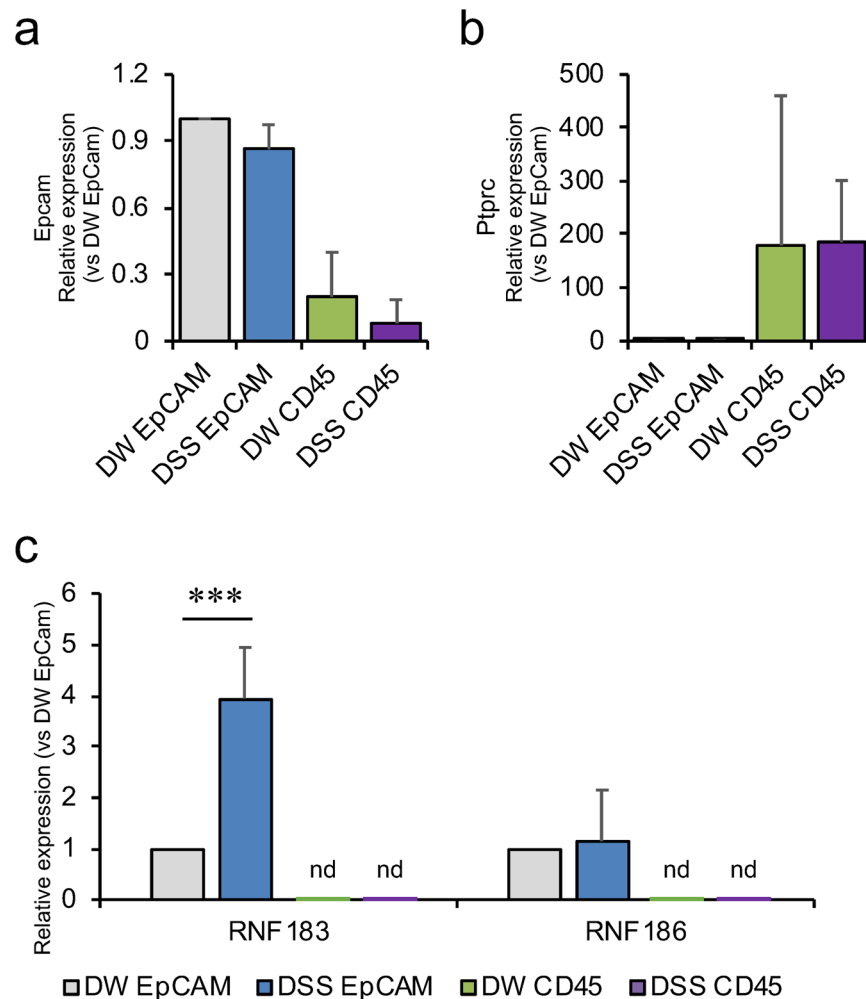 a
Epcam
Relative expression
(vs DW EpCam)
1.2
0.9
0.6
0.3
0
DW EpCAM
DSS EpCAM
DW CD45
DSS CD45
b
Ptprc
Relative expression
(vs DW EpCam)
500
400
300
200
100
0
DW EpCAM
DSS EpCAM
DW CD45
DSS CD45
c
Relative expression (vs DW EpCam)
6
5
4
3
2
1
0
***
nd nd nd nd
RNF183 RNF186
DW EpCAM DSS EpCAM DW CD45 DSS CD45